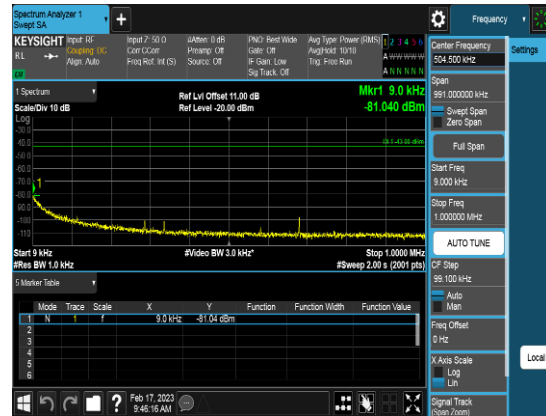 Spectrum Analyzer 1
Swept SA
+
Frequency
KEYSIGHT Input: RF Input Z: 50 Ω #Atten: 0 dB PNO: Best Wide Avg Type: Power (RMS) 1 2 3 4 5 6
RL Coupling: DC Corr CCorr Preamp: Off Gate: Off Avg|Hold: 10/10 A W W W W W
Align: Auto Freq Ref: Int (S) Source: Off IF Gain: Low Trig: Free Run
Sig Track: Off A N N N N N
Center Frequency
504.500 kHz
Settings
Span
991.000000 kHz
Swept Span
Zero Span
Full Span
Start Freq
9.000 kHz
Stop Freq
1.000000 MHz
AUTO TUNE
CF Step
99.100 kHz
Auto
Man
Freq Offset
0 Hz
X Axis Scale
Log
Lin
Signal Track
(Span Zoom)
Local
1 Spectrum
Ref Lvl Offset 11.00 dB
Mkr1 9.0 kHz
Scale/Div 10 dB
Ref Level -20.00 dBm
-81.040 dBm
Log
-30.0
-40.0
-50.0
-60.0
-70.0
-80.0
-90.0
-100
-110
1
Start 9 kHz
#Video BW 3.0 kHz*
Stop 1.0000 MHz
#Res BW 1.0 kHz
#Sweep 2.00 s (2001 pts)
5 Marker Table
Mode Trace Scale X Y Function Function Width Function Value
1 N 1 f 9.0 kHz -81.04 dBm
2
3
4
5
6
?
Feb 17, 2023
9:46:16 AM